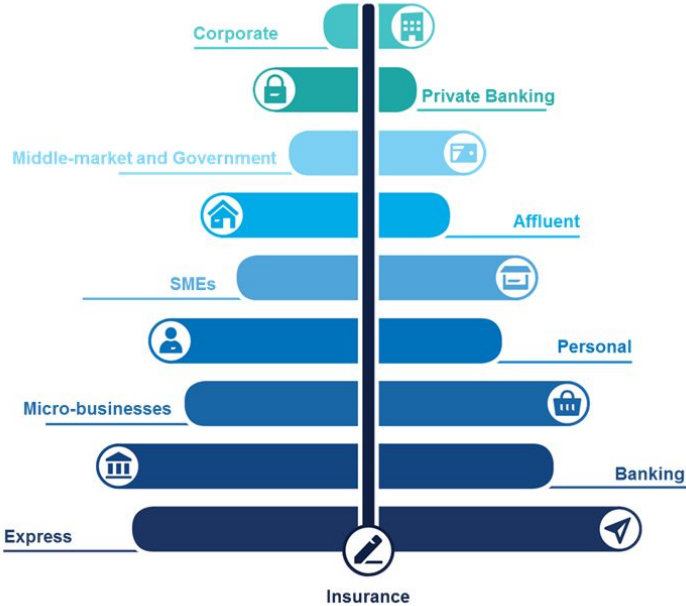 Corporate
Private Banking
Middle-market and Government
Affluent
SMEs
Personal
Micro-businesses
Banking
Express
Insurance